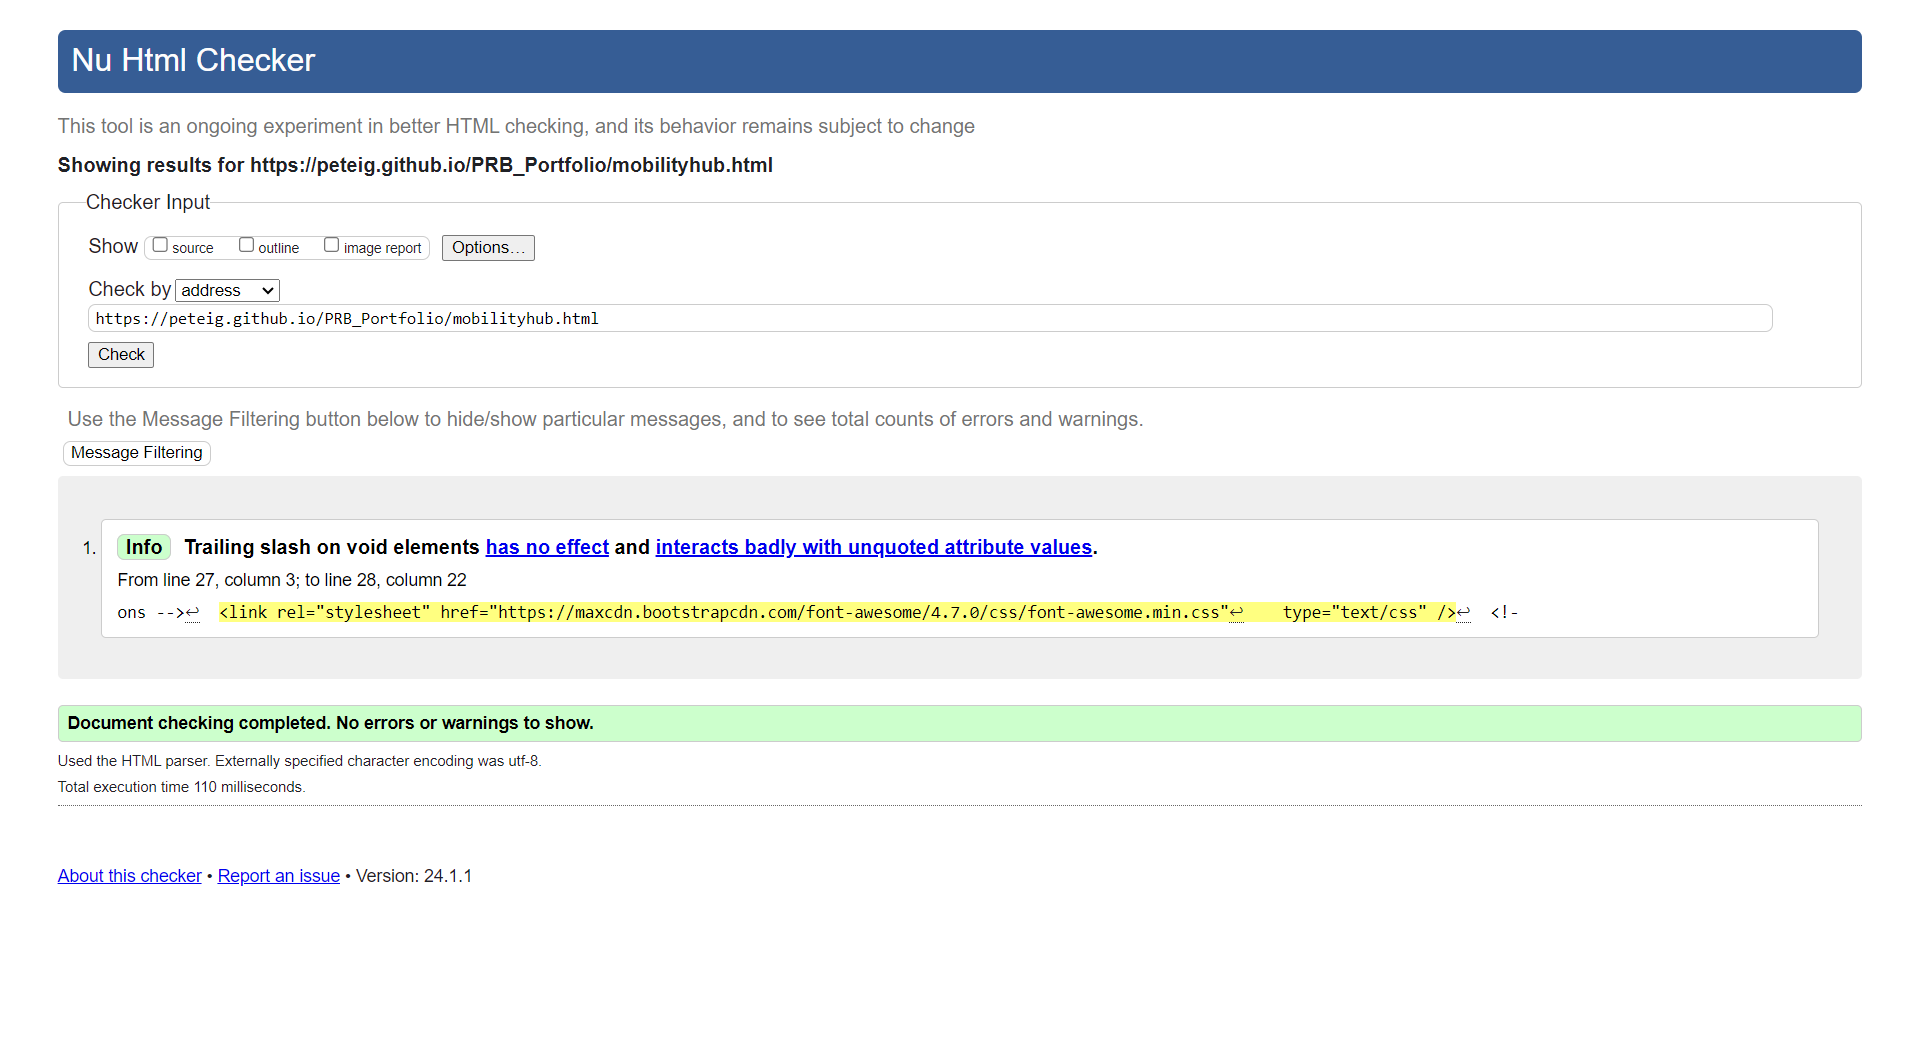 Nu Html Checker
This tool is an ongoing experiment in better HTML checking, and its behavior remains subject to change
Showing results for https://peteig.github.io/PRB_Portfolio/mobilityhub.html
Checker Input
Show source outline image report Options…
Check by address
https://peteig.github.io/PRB_Portfolio/mobilityhub.html
Check
Use the Message Filtering button below to hide/show particular messages, and to see total counts of errors and warnings.
Message Filtering
1. Info Trailing slash on void elements has no effect and interacts badly with unquoted attribute values.
From line 27, column 3; to line 28, column 22
ons -->↩  <link rel="stylesheet" href="https://maxcdn.bootstrapcdn.com/font-awesome/4.7.0/css/font-awesome.min.css"↩    type="text/css" />↩  <!-
Document checking completed. No errors or warnings to show.
Used the HTML parser. Externally specified character encoding was utf-8.
Total execution time 110 milliseconds.
About this checker • Report an issue • Version: 24.1.1